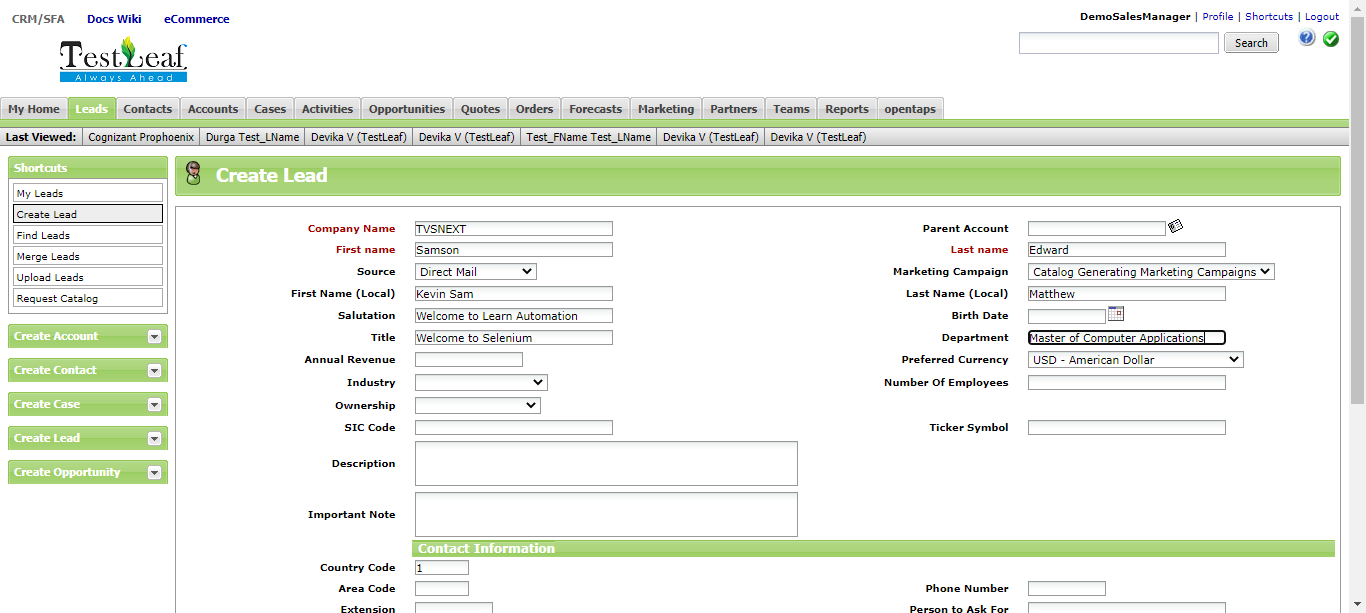 CRM/SFA Docs Wiki eCommerce
DemoSalesManager | Profile | Shortcuts | Logout
TestLeaf
Always Ahead
Search
?
My Home Leads Contacts Accounts Cases Activities Opportunities Quotes Orders Forecasts Marketing Partners Teams Reports opentaps
Last Viewed: Cognizant Prophoenix Durga Test_LName Devika V (TestLeaf) Devika V (TestLeaf) Test_FName Test_LName Devika V (TestLeaf) Devika V (TestLeaf)
Shortcuts
My Leads
Create Lead
Find Leads
Merge Leads
Upload Leads
Request Catalog
Create Account
Create Contact
Create Case
Create Lead
Create Opportunity
Create Lead
Company Name TVSNEXT Parent Account
First name Samson Last name Edward
Source Direct Mail Marketing Campaign Catalog Generating Marketing Campaigns
First Name (Local) Kevin Sam Last Name (Local) Matthew
Salutation Welcome to Learn Automation Birth Date
Title Welcome to Selenium Department Master of Computer Applications
Annual Revenue Preferred Currency USD - American Dollar
Industry Number Of Employees
Ownership
SIC Code Ticker Symbol
Description
Important Note
Contact Information
Country Code 1
Area Code Phone Number
Extension Person to Ask For